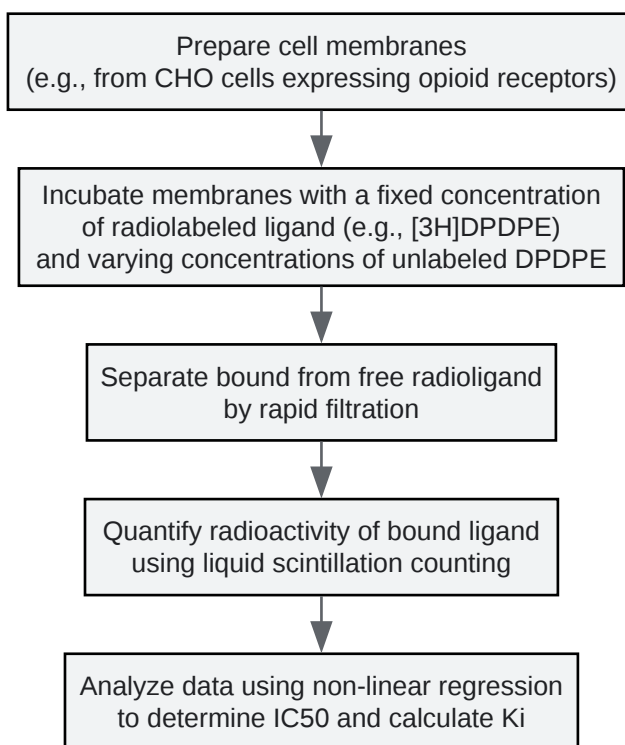 Prepare cell membranes
(e.g., from CHO cells expressing opioid receptors)
Incubate membranes with a fixed concentration
of radiolabeled ligand (e.g., [3H]DPDPE)
and varying concentrations of unlabeled DPDPE
Separate bound from free radioligand
by rapid filtration
Quantify radioactivity of bound ligand
using liquid scintillation counting
Analyze data using non-linear regression
to determine IC50 and calculate Ki